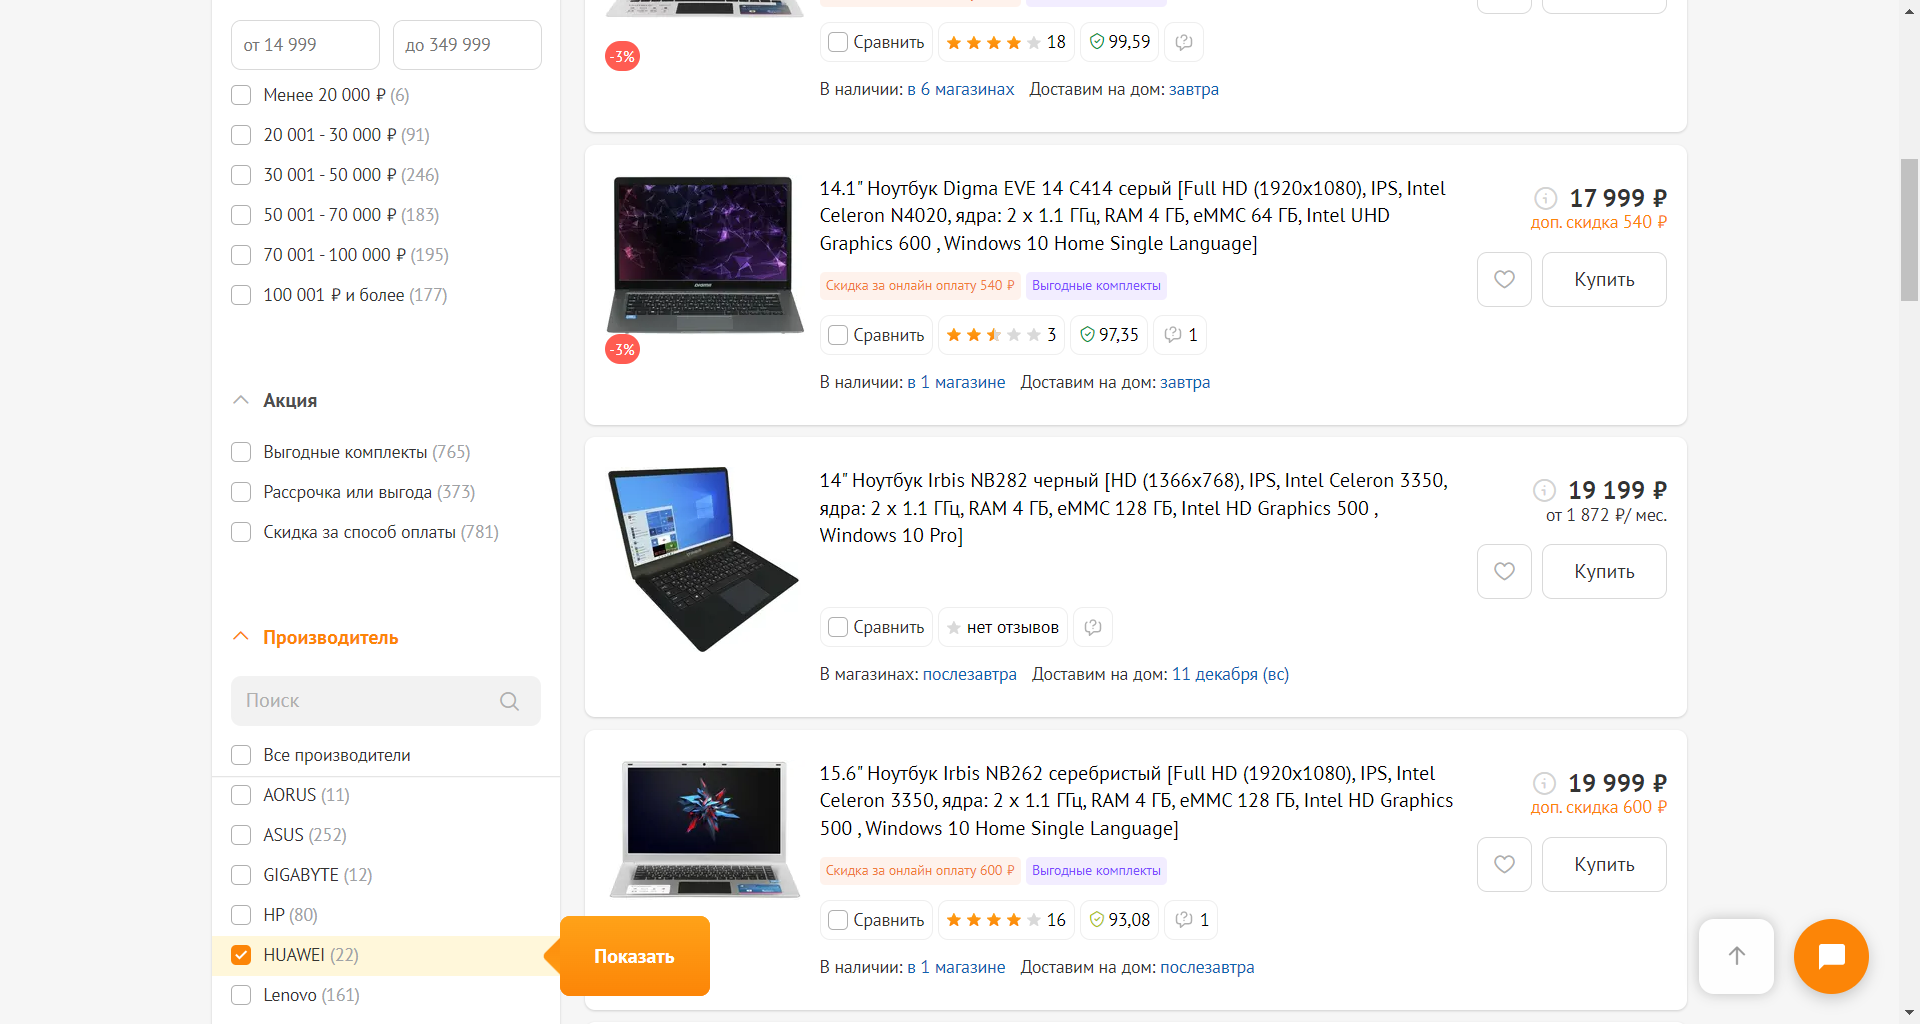 от 14 999
до 349 999
Менее 20 000 ₽ (6)
20 001 - 30 000 ₽ (91)
30 001 - 50 000 ₽ (246)
50 001 - 70 000 ₽ (183)
70 001 - 100 000 ₽ (195)
100 001 ₽ и более (177)
Акция
Выгодные комплекты (765)
Рассрочка или выгода (373)
Скидка за способ оплаты (781)
Производитель
Поиск
Все производители
AORUS (11)
ASUS (252)
GIGABYTE (12)
HP (80)
HUAWEI (22)
Показать
Lenovo (161)
-3%
Сравнить
18
99,59
В наличии: в 6 магазинах Доставим на дом: завтра
14.1" Ноутбук Digma EVE 14 C414 серый [Full HD (1920x1080), IPS, Intel
Celeron N4020, ядра: 2 х 1.1 ГГц, RAM 4 ГБ, eMMC 64 ГБ, Intel UHD
Graphics 600 , Windows 10 Home Single Language]
17 999 ₽
доп. скидка 540 ₽
Скидка за онлайн оплату 540 ₽
Выгодные комплекты
Купить
-3%
Сравнить
3
97,35
1
В наличии: в 1 магазине Доставим на дом: завтра
14" Ноутбук Irbis NB282 черный [HD (1366x768), IPS, Intel Celeron 3350,
ядра: 2 х 1.1 ГГц, RAM 4 ГБ, eMMC 128 ГБ, Intel HD Graphics 500 ,
Windows 10 Pro]
19 199 ₽
от 1 872 ₽/ мес.
Купить
Сравнить
нет отзывов
В магазинах: послезавтра Доставим на дом: 11 декабря (вс)
15.6" Ноутбук Irbis NB262 серебристый [Full HD (1920x1080), IPS, Intel
Celeron 3350, ядра: 2 х 1.1 ГГц, RAM 4 ГБ, eMMC 128 ГБ, Intel HD Graphics
500 , Windows 10 Home Single Language]
19 999 ₽
доп. скидка 600 ₽
Скидка за онлайн оплату 600 ₽
Выгодные комплекты
Купить
Сравнить
16
93,08
1
В наличии: в 1 магазине Доставим на дом: послезавтра